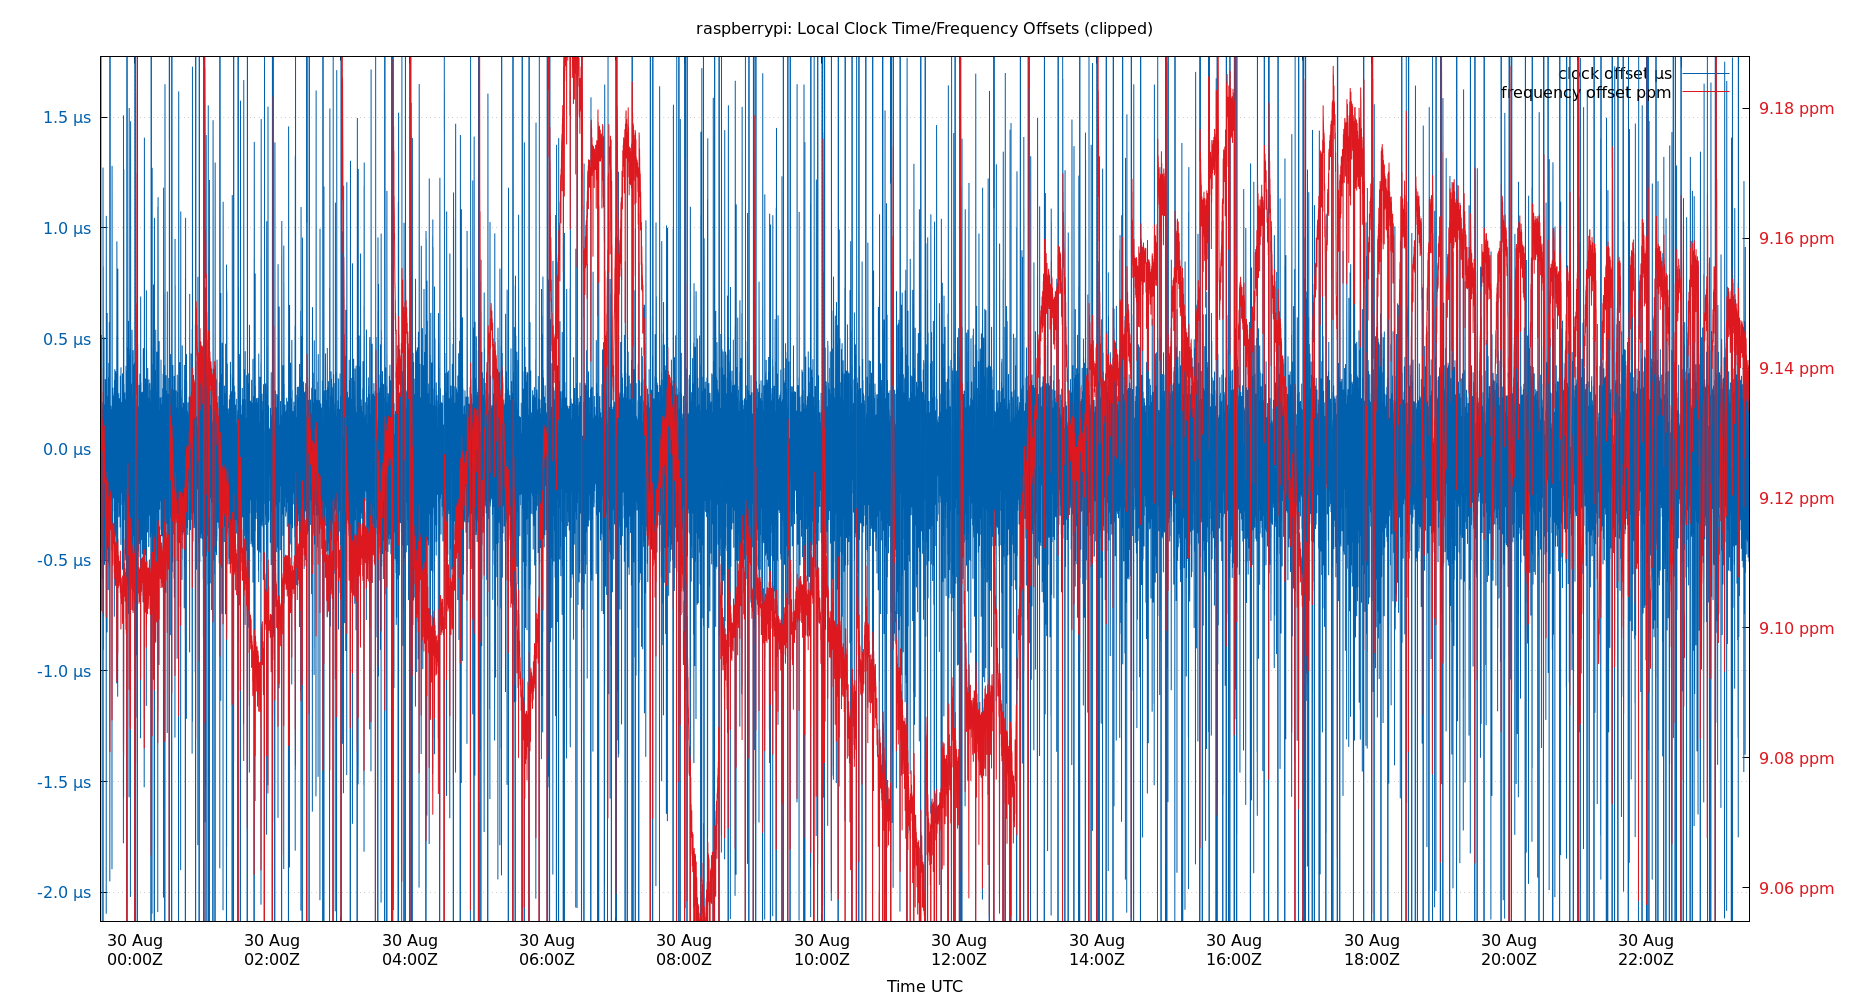 raspberrypi: Local Clock Time/Frequency Offsets (clipped)
clock offset µs
frequency offset ppm
1.5 µs
1.0 µs
0.5 µs
0.0 µs
-0.5 µs
-1.0 µs
-1.5 µs
-2.0 µs
9.18 ppm
9.16 ppm
9.14 ppm
9.12 ppm
9.10 ppm
9.08 ppm
9.06 ppm
30 Aug 30 Aug 30 Aug 30 Aug 30 Aug 30 Aug 30 Aug 30 Aug 30 Aug 30 Aug 30 Aug 30 Aug
00:00Z 02:00Z 04:00Z 06:00Z 08:00Z 10:00Z 12:00Z 14:00Z 16:00Z 18:00Z 20:00Z 22:00Z
Time UTC